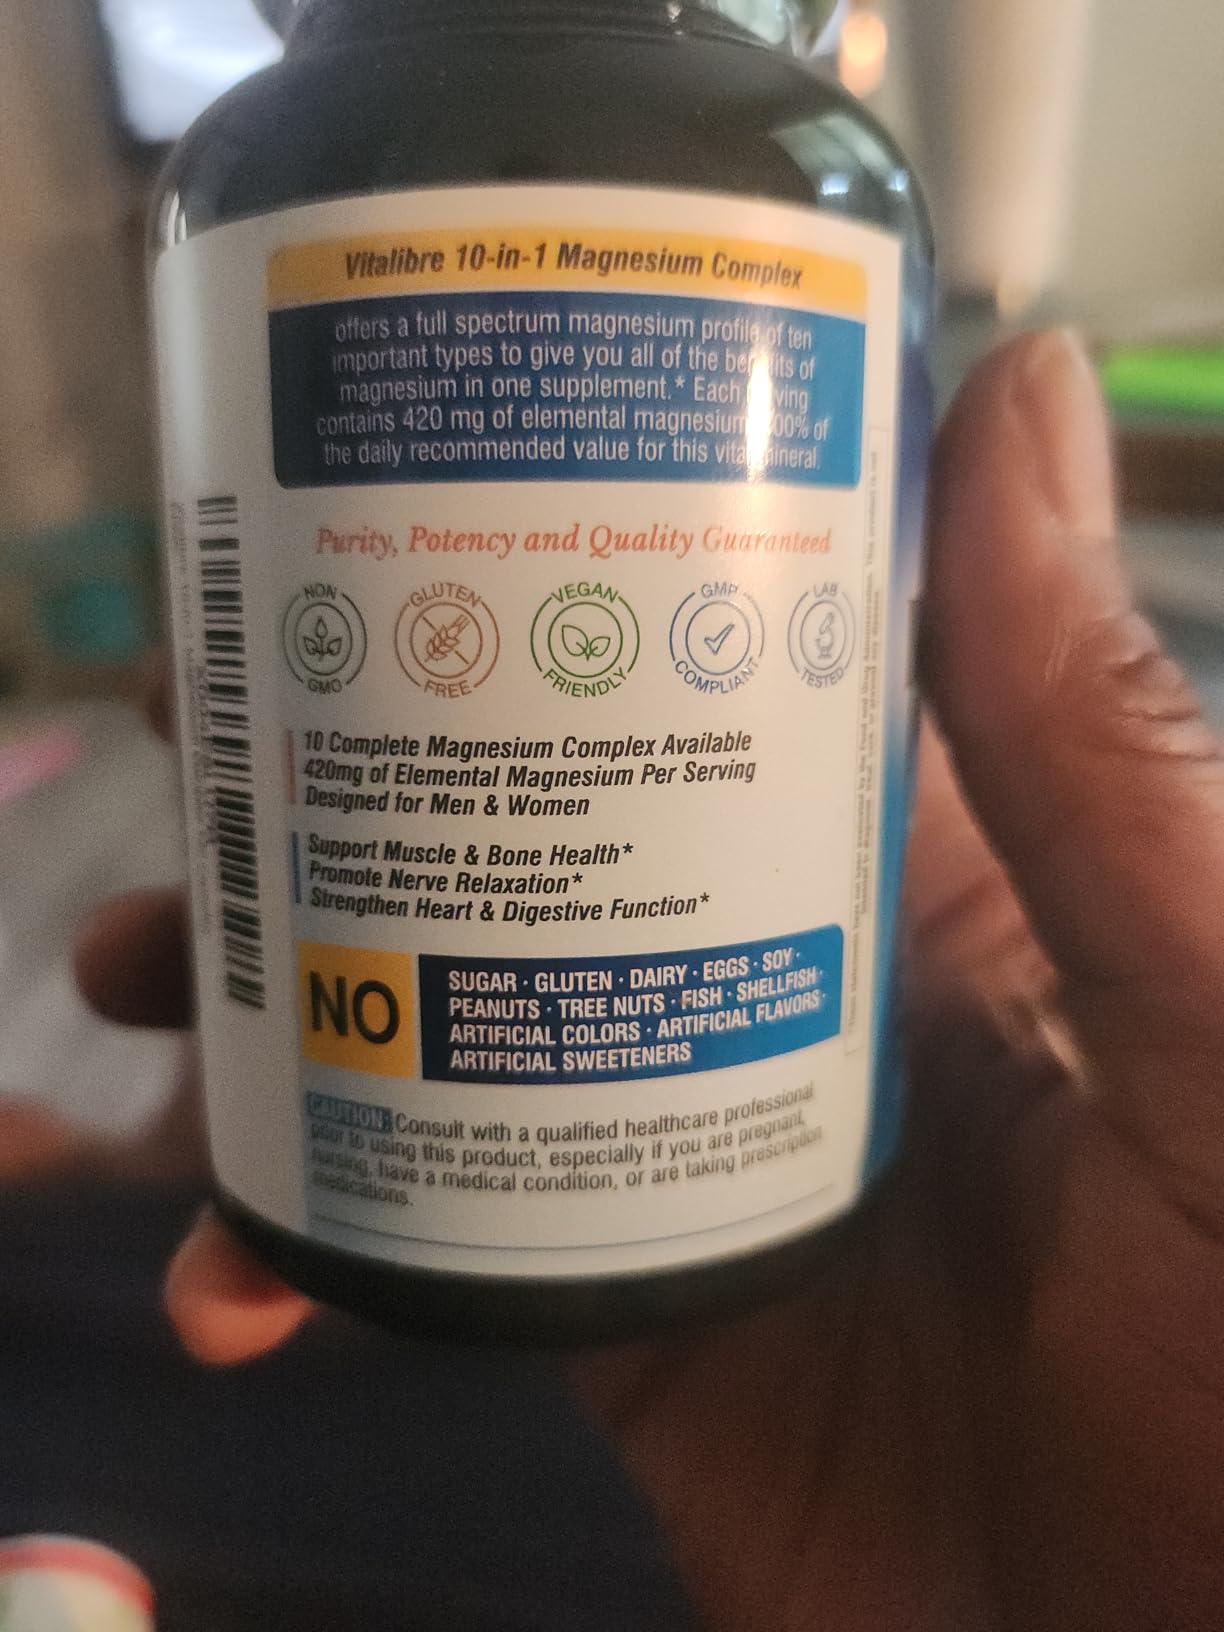 Vitalibre 10-in-1 Magnesium Complex
offers a full spectrum magnesium profile of ten
important types to give you all of the of
magnesium in one supplement.* Each
contains 420 mg of elemental magnesium of
the daily recommended value for this
Purity, Potency and Quality Guaranteed
NON
GMO
GLUTEN
FREE
VEGAN
FRIENDLY
GMP
COMPLIANT
LAB
TESTED
10 Complete Magnesium Complex Available
420mg of Elemental Magnesium Per Serving
Designed for Men & Women
Support Muscle & Bone Health*
Promote Nerve Relaxation*
Strengthen Heart & Digestive Function*
NO
SUGAR · GLUTEN · DAIRY · EGGS · SOY ·
PEANUTS · TREE NUTS · FISH · SHELLFISH ·
ARTIFICIAL COLORS · ARTIFICIAL FLAVORS ·
ARTIFICIAL SWEETENERS
CAUTION: Consult with a qualified healthcare professional
prior to using this product, especially if you are pregnant,
nursing, have a medical condition, or are taking prescription
medications.